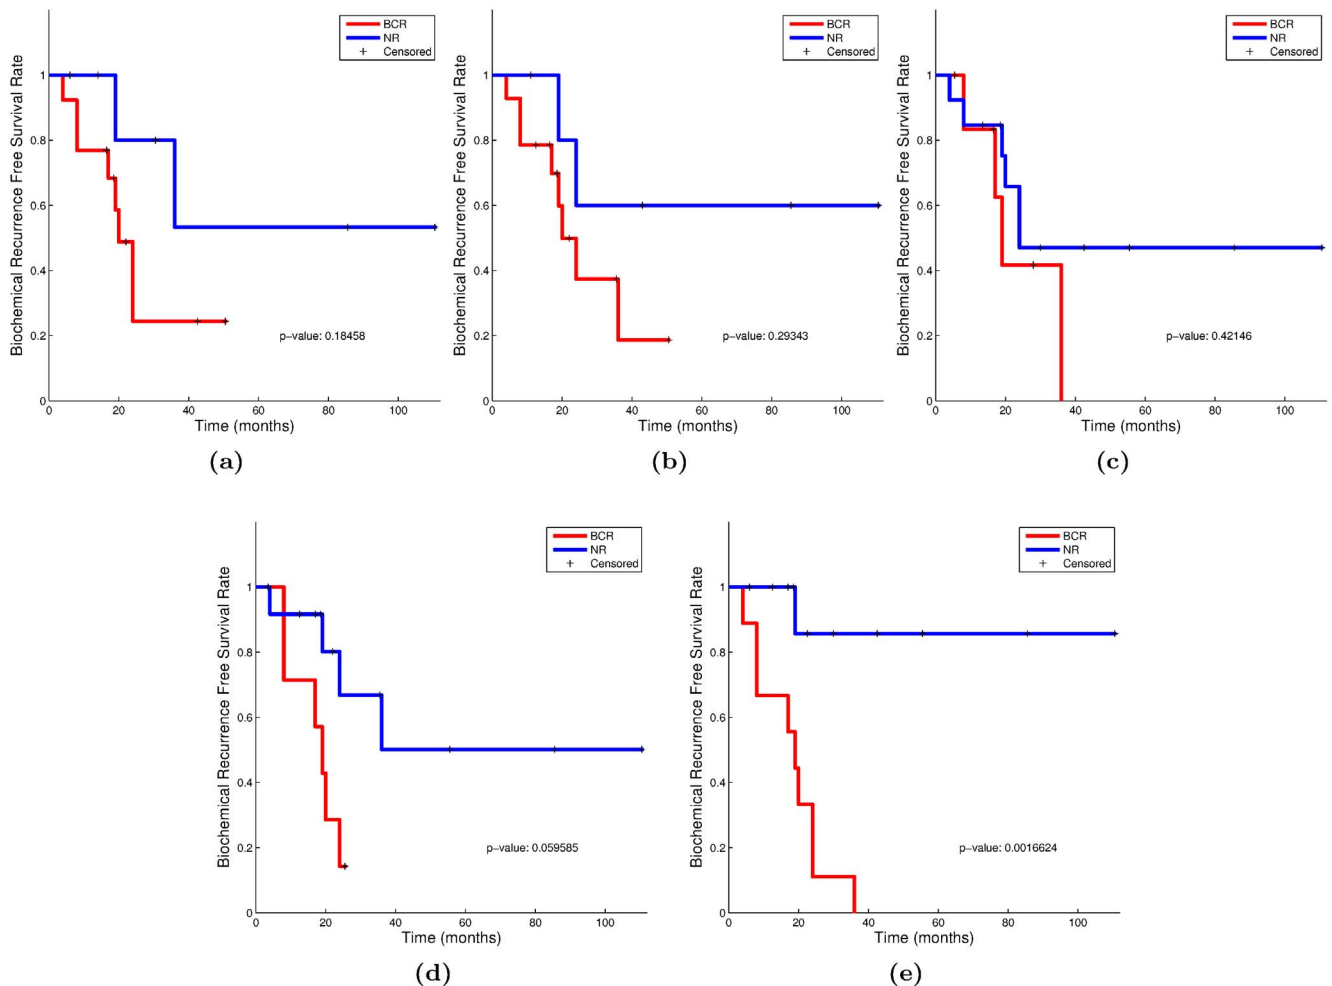 BCR
NR
Censored
Biochemical Recurrence Free Survival Rate
1
0.8
0.6
0.4
0.2
0
p-value: 0.18458
0 20 40 60 80 100
Time (months)
(a)
BCR
NR
Censored
Biochemical Recurrence Free Survival Rate
1
0.8
0.6
0.4
0.2
0
p-value: 0.29343
0 20 40 60 80 100
Time (months)
(b)
BCR
NR
Censored
Biochemical Recurrence Free Survival Rate
1
0.8
0.6
0.4
0.2
0
p-value: 0.42146
0 20 40 60 80 100
Time (months)
(c)
BCR
NR
Censored
Biochemical Recurrence Free Survival Rate
1
0.8
0.6
0.4
0.2
0
p-value: 0.059585
0 20 40 60 80 100
Time (months)
(d)
BCR
NR
Censored
Biochemical Recurrence Free Survival Rate
1
0.8
0.6
0.4
0.2
0
p-value: 0.0016624
0 20 40 60 80 100
Time (months)
(e)